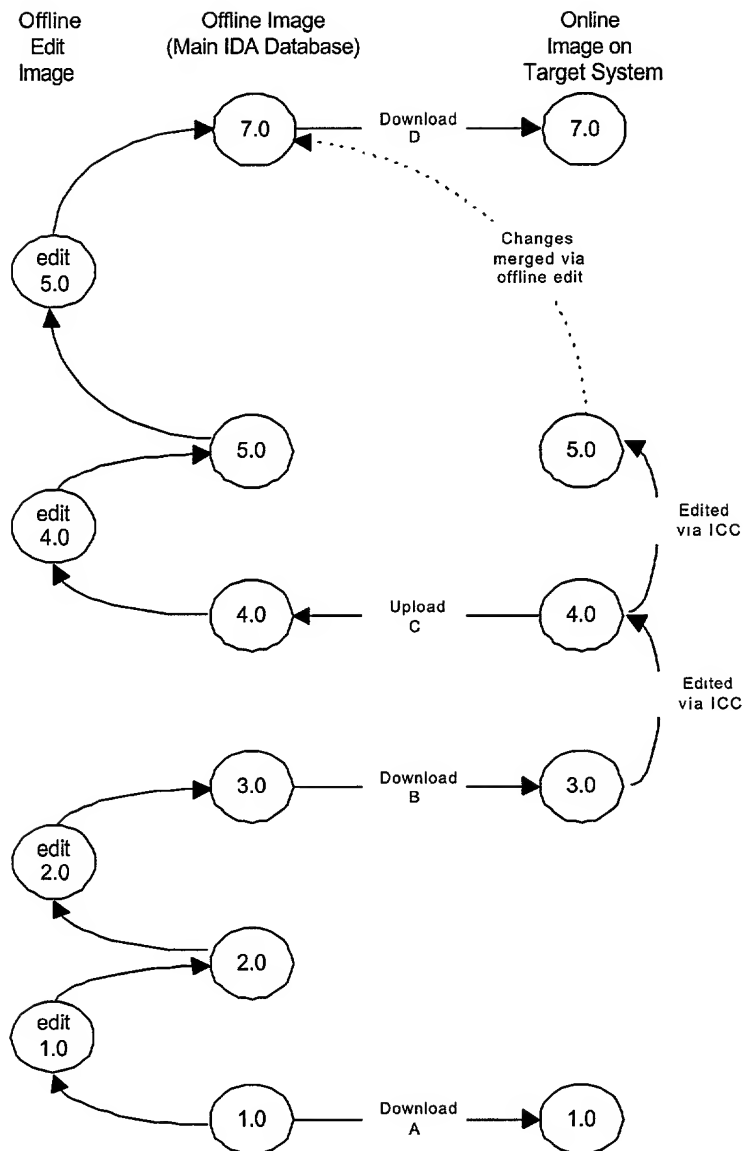 Offline
Edit
Image
Offline Image
(Main IDA Database)
Online
Image on
Target System
7.0
Download
D
7.0
Changes
merged via
offline edit
edit
5.0
5.0
5.0
edit
4.0
Edited
via ICC
4.0
Upload
C
4.0
Edited
via ICC
3.0
Download
B
3.0
edit
2.0
2.0
edit
1.0
1.0
Download
A
1.0